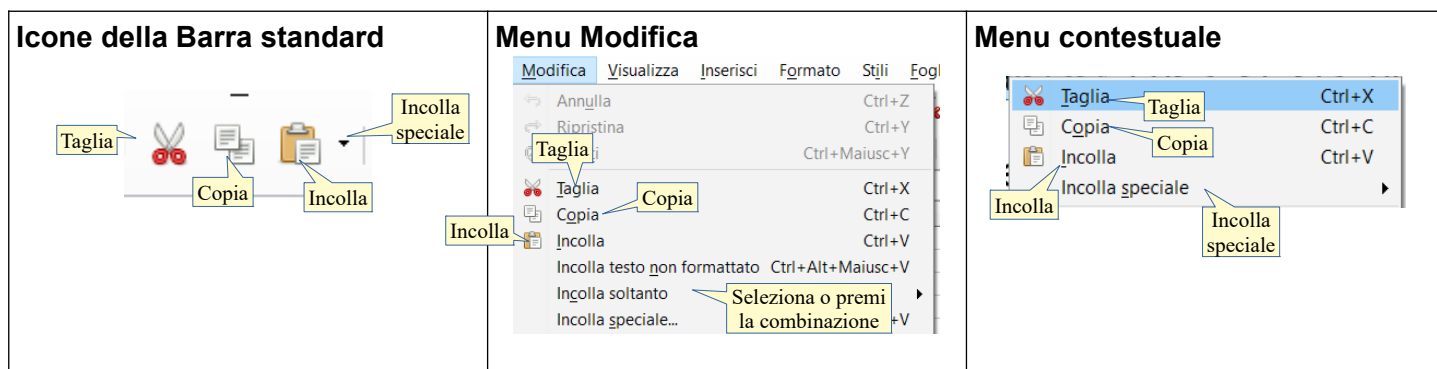 Icone della Barra standard
Taglia
Incolla
speciale
Copia
Incolla
Menu Modifica
Modifica Visualizza Inserisci Formato Stili Fogl
Annulla Ctrl+Z
Ripristina Ctrl+Y
Taglia
Ctrl+Maiusc+Y
Taglia Ctrl+X
Copia Ctrl+C
Copia
Incolla
Incolla Ctrl+V
Incolla testo non formattato Ctrl+Alt+Maiusc+V
Incolla soltanto
Incolla speciale... +V
Seleziona o premi
la combinazione
Menu contestuale
Taglia Ctrl+X
Taglia
Copia Ctrl+C
Copia
Incolla Ctrl+V
Incolla speciale
Incolla
Incolla
speciale